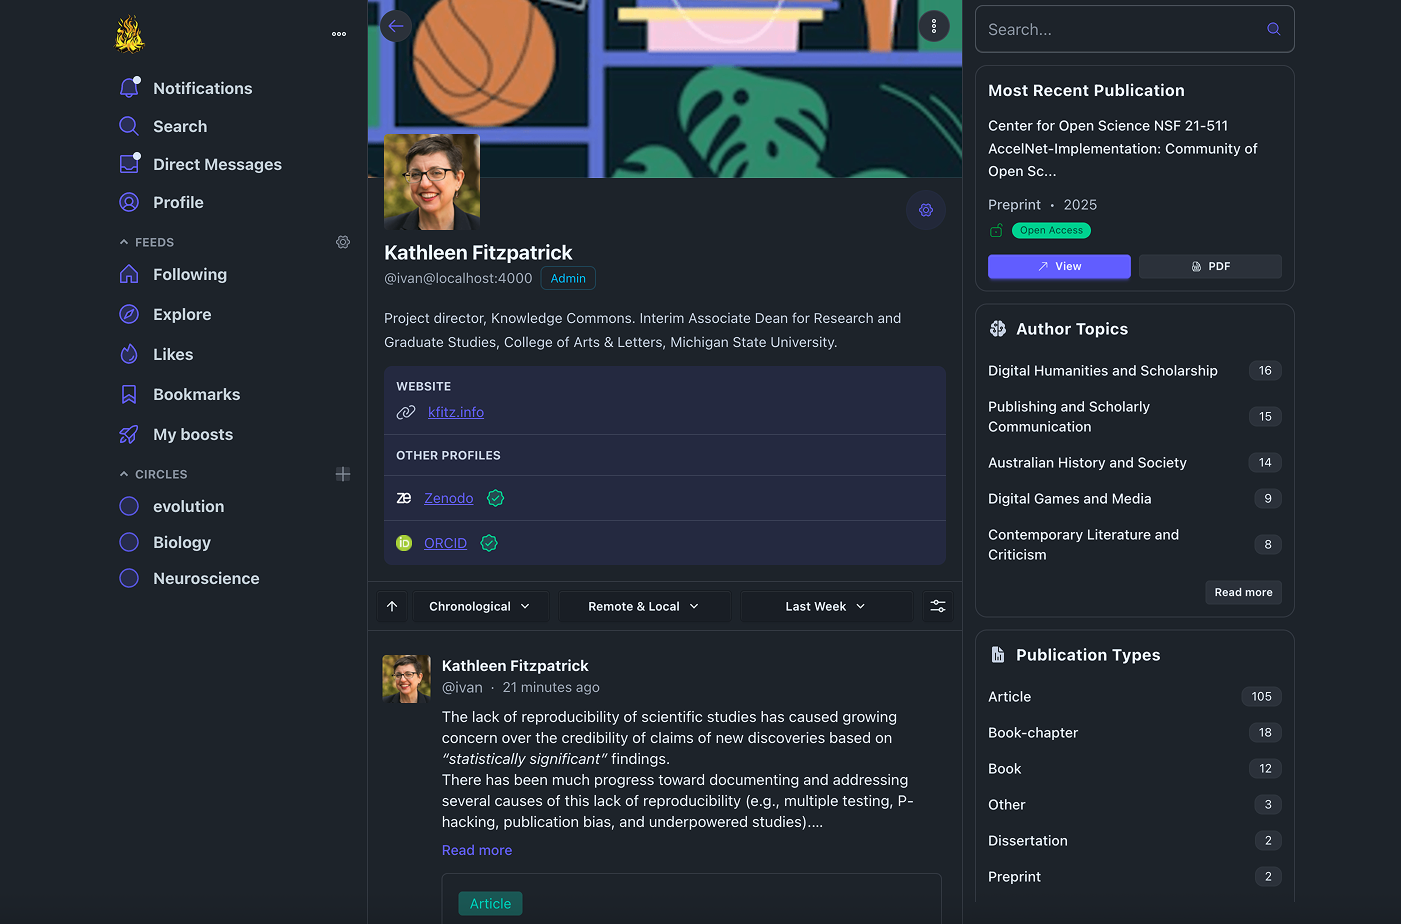 Notifications
Search
Direct Messages
Profile
FEEDS
Following
Explore
Likes
Bookmarks
My boosts
CIRCLES
evolution
Biology
Neuroscience
Kathleen Fitzpatrick
@ivan@localhost:4000 Admin
Project director, Knowledge Commons. Interim Associate Dean for Research and
Graduate Studies, College of Arts & Letters, Michigan State University.
WEBSITE
kfitz.info
OTHER PROFILES
ze Zenodo
iD ORCID
Chronological Remote & Local Last Week
Kathleen Fitzpatrick
@ivan · 21 minutes ago
The lack of reproducibility of scientific studies has caused growing
concern over the credibility of claims of new discoveries based on
“statistically significant” findings.
There has been much progress toward documenting and addressing
several causes of this lack of reproducibility (e.g., multiple testing, P-
hacking, publication bias, and underpowered studies)....
Read more
Article
Search...
Most Recent Publication
Center for Open Science NSF 21-511
AccelNet-Implementation: Community of
Open Sc...
Preprint • 2025
Open Access
View PDF
Author Topics
Digital Humanities and Scholarship 16
Publishing and Scholarly
Communication 15
Australian History and Society 14
Digital Games and Media 9
Contemporary Literature and
Criticism 8
Read more
Publication Types
Article 105
Book-chapter 18
Book 12
Other 3
Dissertation 2
Preprint 2